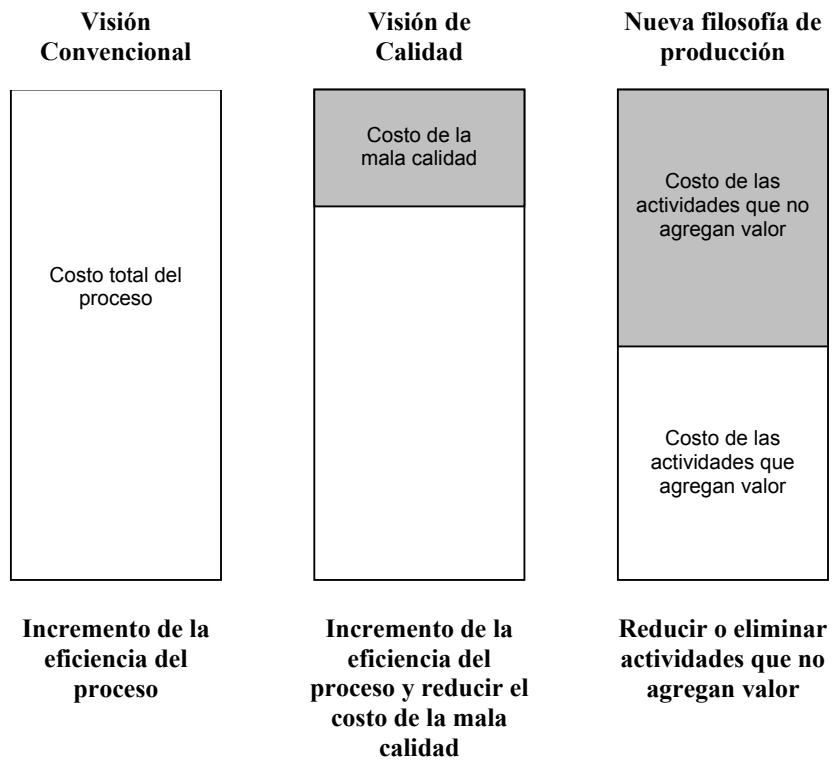 Visión
Convencional
Visión de
Calidad
Nueva filosofía de
producción
Costo total del
proceso
Costo de la
mala calidad
Costo de las
actividades que no
agregan valor
Costo de las
actividades que
agregan valor
Incremento de la
eficiencia del
proceso
Incremento de la
eficiencia del
proceso y reducir el
costo de la mala
calidad
Reducir o eliminar
actividades que no
agregan valor